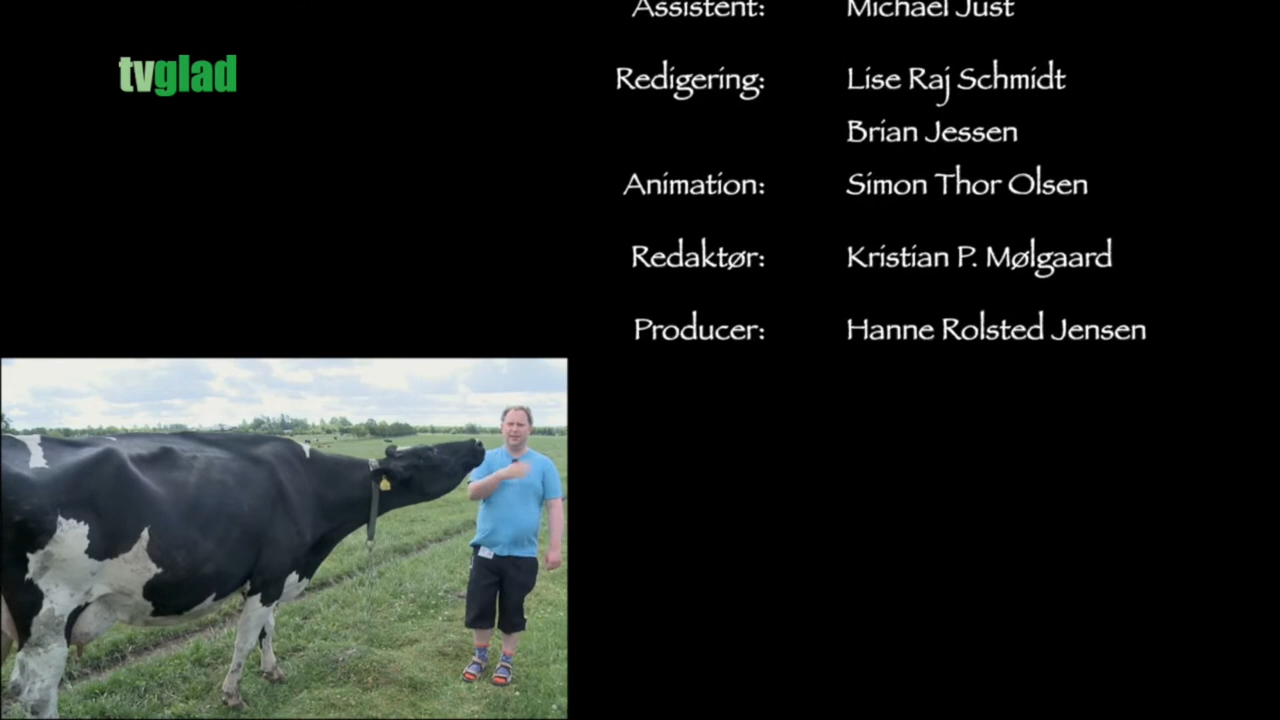 tvglad
Assistent: Michael Just
Redigering: Lise Raj Schmidt
Brian Jessen
Animation: Simon Thor Olsen
Redaktør: Kristian P. Mølgaard
Producer: Hanne Rolsted Jensen